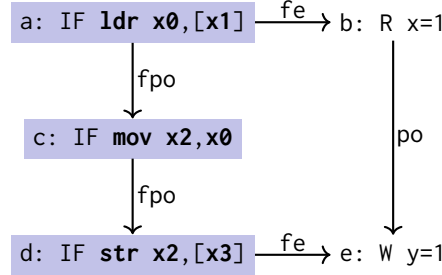 a: IF ldr x0,[x1] fe b: R x=1
fpo
c: IF mov x2,x0 po
fpo
d: IF str x2,[x3] fe e: W y=1